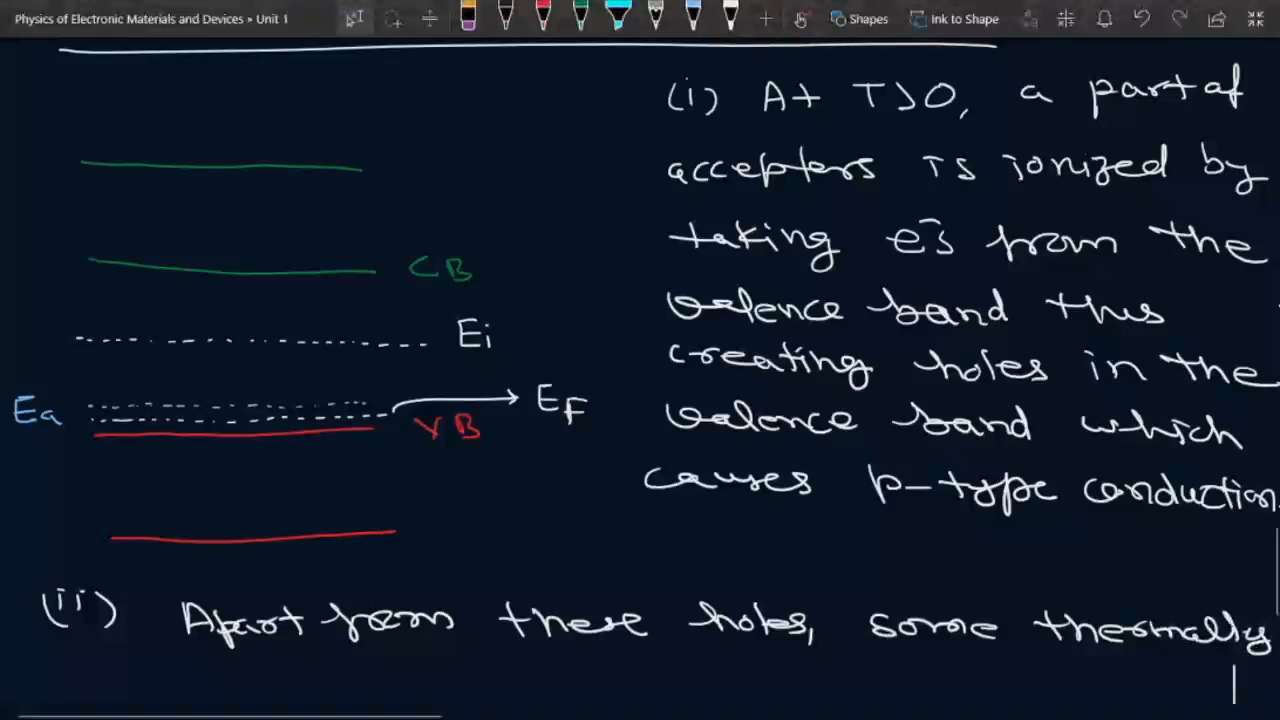 Physics of Electronic Materials and Devices » Unit 1
Shapes
Ink to Shape
(i) At T>0, a part of
accepters is ionized by
taking e⁻s from the
valence band thus
creating holes in the
valence band which
causes p-type conduction.
CB
Ei
Ea
EF
VB
(ii) Apart from these holes, some thermally